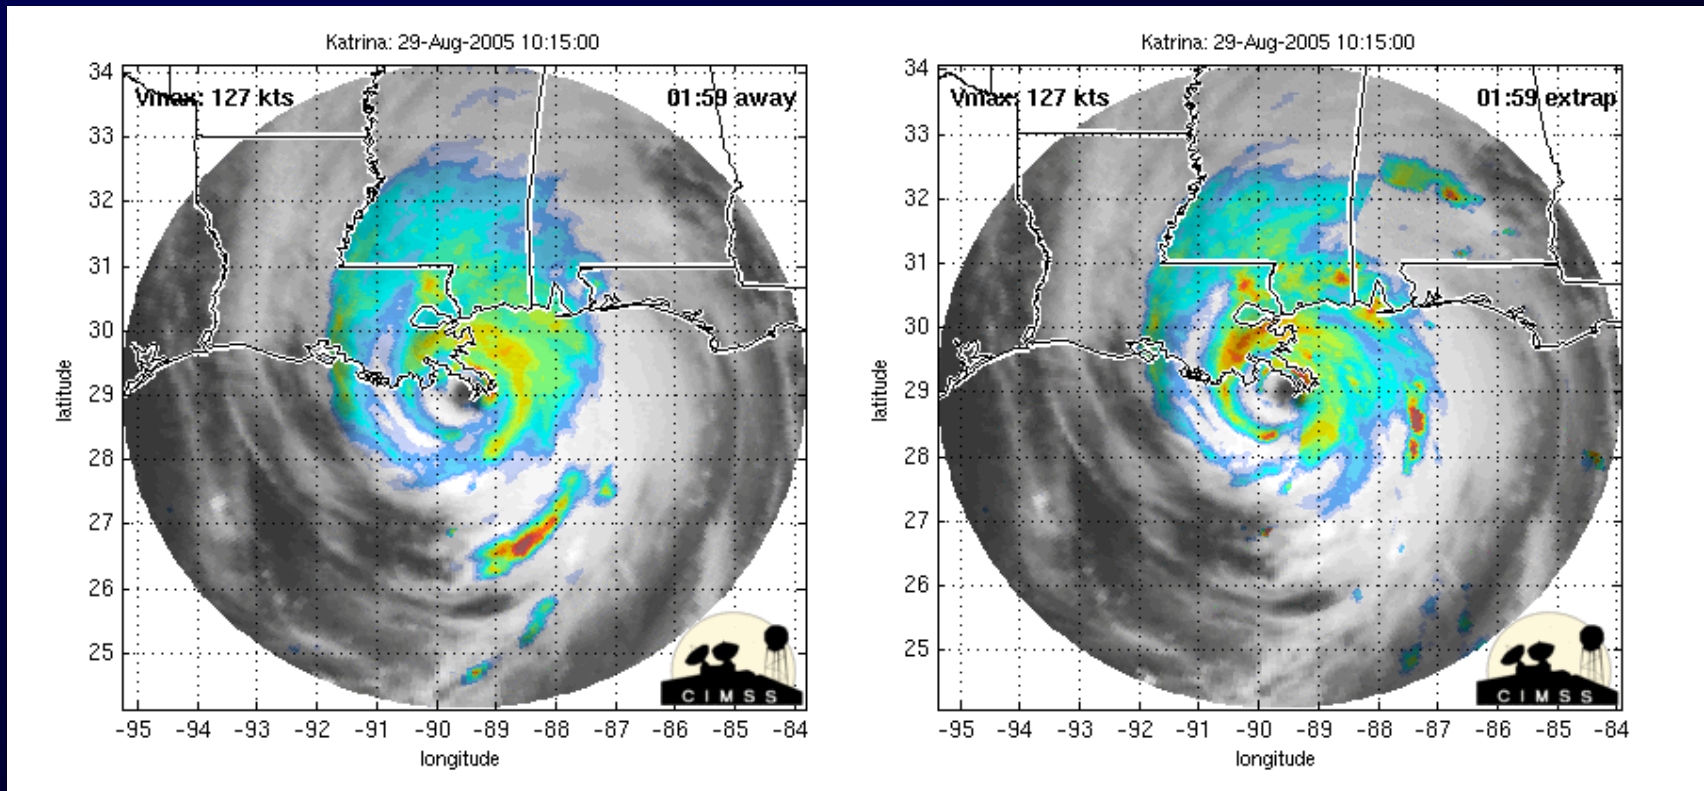 Katrina: 29-Aug-2005 10:15:00
Vmax: 127 kts
01:59 away
34
33
32
31
30
29
28
27
26
25
latitude
-95 -94 -93 -92 -91 -90 -89 -88 -87 -86 -85 -84
longitude
CIMSS
Katrina: 29-Aug-2005 10:15:00
Vmax: 127 kts
01:59 extrap
34
33
32
31
30
29
28
27
26
25
latitude
-95 -94 -93 -92 -91 -90 -89 -88 -87 -86 -85 -84
longitude
CIMSS